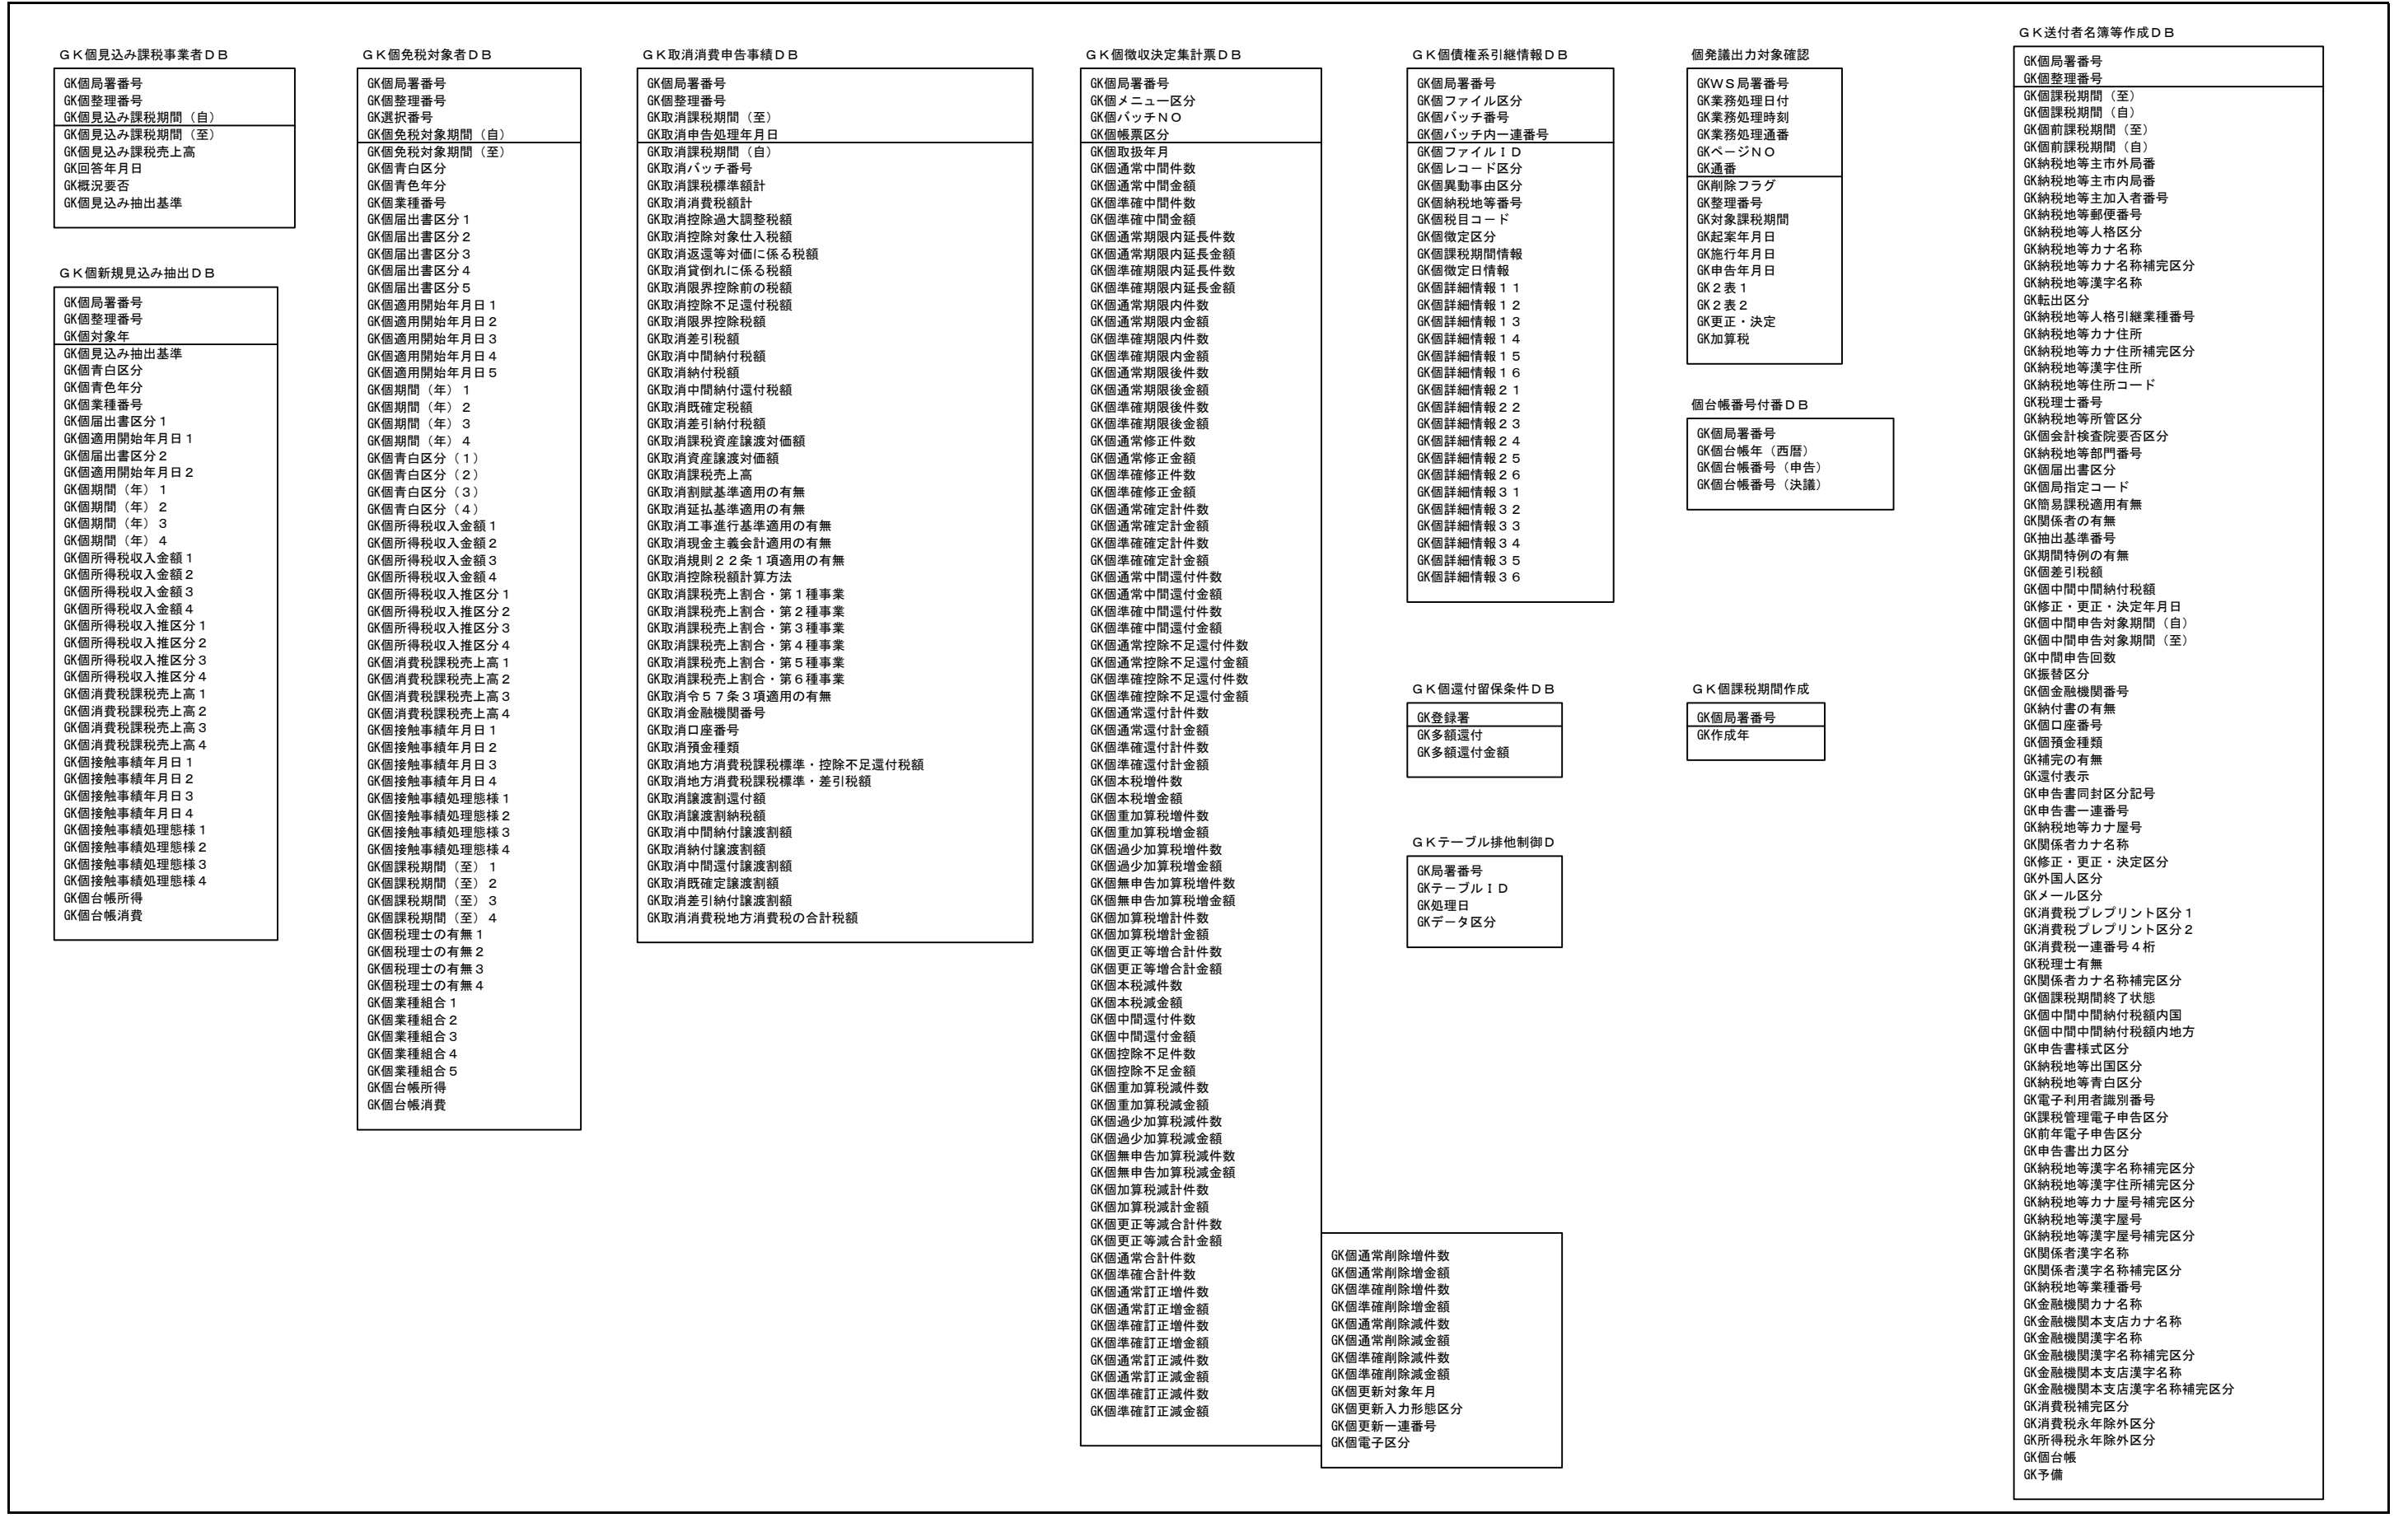 ＧＫ個見込み課税事業者ＤＢ
GK個局署番号
GK個整理番号
GK個見込み課税期間（自）
GK個見込み課税期間（至）
GK個見込み課税売上高
GK回答年月日
GK概況要否
GK個見込み抽出基準
ＧＫ個新規見込み抽出ＤＢ
GK個局署番号
GK個整理番号
GK個対象年
GK個見込み抽出基準
GK個青白区分
GK個青色年分
GK個業種番号
GK個届出書区分１
GK個適用開始年月日１
GK個届出書区分２
GK個適用開始年月日２
GK個期間（年）１
GK個期間（年）２
GK個期間（年）３
GK個期間（年）４
GK個所得税収入金額１
GK個所得税収入金額２
GK個所得税収入金額３
GK個所得税収入金額４
GK個所得税収入推区分１
GK個所得税収入推区分２
GK個所得税収入推区分３
GK個所得税収入推区分４
GK個消費税課税売上高１
GK個消費税課税売上高２
GK個消費税課税売上高３
GK個消費税課税売上高４
GK個接触事績年月日１
GK個接触事績年月日２
GK個接触事績年月日３
GK個接触事績年月日４
GK個接触事績処理態様１
GK個接触事績処理態様２
GK個接触事績処理態様３
GK個接触事績処理態様４
GK個台帳所得
GK個台帳消費
ＧＫ個免税対象者ＤＢ
GK個局署番号
GK個整理番号
GK選択番号
GK個免税対象期間（自）
GK個免税対象期間（至）
GK個青白区分
GK個青色年分
GK個業種番号
GK個届出書区分１
GK個届出書区分２
GK個届出書区分３
GK個届出書区分４
GK個届出書区分５
GK個適用開始年月日１
GK個適用開始年月日２
GK個適用開始年月日３
GK個適用開始年月日４
GK個適用開始年月日５
GK個期間（年）１
GK個期間（年）２
GK個期間（年）３
GK個期間（年）４
GK個青白区分（１）
GK個青白区分（２）
GK個青白区分（３）
GK個青白区分（４）
GK個所得税収入金額１
GK個所得税収入金額２
GK個所得税収入金額３
GK個所得税収入金額４
GK個所得税収入推区分１
GK個所得税収入推区分２
GK個所得税収入推区分３
GK個所得税収入推区分４
GK個消費税課税売上高１
GK個消費税課税売上高２
GK個消費税課税売上高３
GK個消費税課税売上高４
GK個接触事績年月日１
GK個接触事績年月日２
GK個接触事績年月日３
GK個接触事績年月日４
GK個接触事績処理態様１
GK個接触事績処理態様２
GK個接触事績処理態様３
GK個接触事績処理態様４
GK個課税期間（至）１
GK個課税期間（至）２
GK個課税期間（至）３
GK個課税期間（至）４
GK個税理士の有無１
GK個税理士の有無２
GK個税理士の有無３
GK個税理士の有無４
GK個業種組合１
GK個業種組合２
GK個業種組合３
GK個業種組合４
GK個業種組合５
GK個台帳所得
GK個台帳消費
ＧＫ取消消費申告事績ＤＢ
GK個局署番号
GK個整理番号
GK取消課税期間（至）
GK取消申告処理年月日
GK取消課税期間（自）
GK取消バッチ番号
GK取消課税標準額計
GK取消消費税額計
GK取消控除過大調整税額
GK取消控除対象仕入税額
GK取消返還等対価に係る税額
GK取消貸倒れに係る税額
GK取消限界控除前の税額
GK取消控除不足還付税額
GK取消限界控除税額
GK取消差引税額
GK取消中間納付税額
GK取消納付税額
GK取消中間納付還付税額
GK取消既確定税額
GK取消差引納付税額
GK取消課税資産譲渡対価額
GK取消資産譲渡対価額
GK取消課税売上高
GK取消割賦基準適用の有無
GK取消延払基準適用の有無
GK取消工事進行基準適用の有無
GK取消現金主義会計適用の有無
GK取消規則２２条１項適用の有無
GK取消控除税額計算方法
GK取消課税売上割合・第１種事業
GK取消課税売上割合・第２種事業
GK取消課税売上割合・第３種事業
GK取消課税売上割合・第４種事業
GK取消課税売上割合・第５種事業
GK取消課税売上割合・第６種事業
GK取消令５７条３項適用の有無
GK取消金融機関番号
GK取消口座番号
GK取消預金種類
GK取消地方消費税課税標準・控除不足還付税額
GK取消地方消費税課税標準・差引税額
GK取消譲渡割還付額
GK取消譲渡割納税額
GK取消中間納付譲渡割額
GK取消納付譲渡割額
GK取消中間還付譲渡割額
GK取消既確定譲渡割額
GK取消差引納付譲渡割額
GK取消消費税地方消費税の合計税額
ＧＫ個徴収決定集計票ＤＢ
GK個局署番号
GK個メニュー区分
GK個バッチＮＯ
GK個帳票区分
GK個取扱年月
GK個通常中間件数
GK個通常中間金額
GK個準確中間件数
GK個準確中間金額
GK個通常期限内延長件数
GK個通常期限内延長金額
GK個準確期限内延長件数
GK個準確期限内延長金額
GK個通常期限内件数
GK個通常期限内金額
GK個準確期限内件数
GK個準確期限内金額
GK個通常期限後件数
GK個通常期限後金額
GK個準確期限後件数
GK個準確期限後金額
GK個通常修正件数
GK個通常修正金額
GK個準確修正件数
GK個準確修正金額
GK個通常確定計件数
GK個通常確定計金額
GK個準確確定計件数
GK個準確確定計金額
GK個通常中間還付件数
GK個通常中間還付金額
GK個準確中間還付件数
GK個準確中間還付金額
GK個通常控除不足還付件数
GK個通常控除不足還付金額
GK個準確控除不足還付件数
GK個準確控除不足還付金額
GK個通常還付計件数
GK個通常還付計金額
GK個準確還付計件数
GK個準確還付計金額
GK個本税増件数
GK個本税増金額
GK個重加算税増件数
GK個重加算税増金額
GK個過少加算税増件数
GK個過少加算税増金額
GK個無申告加算税増件数
GK個無申告加算税増金額
GK個加算税増計件数
GK個加算税増計金額
GK個更正等増合計件数
GK個更正等増合計金額
GK個本税減件数
GK個本税減金額
GK個中間還付件数
GK個中間還付金額
GK個控除不足件数
GK個控除不足金額
GK個重加算税減件数
GK個重加算税減金額
GK個過少加算税減件数
GK個過少加算税減金額
GK個無申告加算税減件数
GK個無申告加算税減金額
GK個加算税減計件数
GK個加算税減計金額
GK個更正等減合計件数
GK個更正等減合計金額
GK個通常合計件数
GK個準確合計件数
GK個通常訂正増件数
GK個通常訂正増金額
GK個準確訂正増件数
GK個準確訂正増金額
GK個通常訂正減件数
GK個通常訂正減金額
GK個準確訂正減件数
GK個準確訂正減金額
GK個通常削除増件数
GK個通常削除増金額
GK個準確削除増件数
GK個準確削除増金額
GK個通常削除減件数
GK個通常削除減金額
GK個準確削除減件数
GK個準確削除減金額
GK個更新対象年月
GK個更新入力形態区分
GK個更新一連番号
GK個電子区分
ＧＫ個債権系引継情報ＤＢ
GK個局署番号
GK個ファイル区分
GK個バッチ番号
GK個バッチ内一連番号
GK個ファイルＩＤ
GK個レコード区分
GK個異動事由区分
GK個納税地等番号
GK個税目コード
GK個徴定区分
GK個課税期間情報
GK個徴定日情報
GK個詳細情報１１
GK個詳細情報１２
GK個詳細情報１３
GK個詳細情報１４
GK個詳細情報１５
GK個詳細情報１６
GK個詳細情報２１
GK個詳細情報２２
GK個詳細情報２３
GK個詳細情報２４
GK個詳細情報２５
GK個詳細情報２６
GK個詳細情報３１
GK個詳細情報３２
GK個詳細情報３３
GK個詳細情報３４
GK個詳細情報３５
GK個詳細情報３６
ＧＫ個還付留保条件ＤＢ
GK登録署
GK多額還付
GK多額還付金額
ＧＫテーブル排他制御Ｄ
GK局署番号
GKテーブルＩＤ
GK処理日
GKデータ区分
個発議出力対象確認
GKＷＳ局署番号
GK業務処理日付
GK業務処理時刻
GK業務処理通番
GKページＮＯ
GK通番
GK削除フラグ
GK整理番号
GK対象課税期間
GK起案年月日
GK施行年月日
GK申告年月日
GK２表１
GK２表２
GK更正・決定
GK加算税
個台帳番号付番ＤＢ
GK個局署番号
GK個台帳年（西暦）
GK個台帳番号（申告）
GK個台帳番号（決議）
ＧＫ個課税期間作成
GK個局署番号
GK作成年
ＧＫ送付者名簿等作成ＤＢ
GK個局署番号
GK個整理番号
GK個課税期間（至）
GK個課税期間（自）
GK個前課税期間（至）
GK個前課税期間（自）
GK納税地等主市外局番
GK納税地等主市内局番
GK納税地等主加入者番号
GK納税地等郵便番号
GK納税地等人格区分
GK納税地等カナ名称
GK納税地等カナ名称補完区分
GK納税地等漢字名称
GK転出区分
GK納税地等人格引継業種番号
GK納税地等カナ住所
GK納税地等カナ住所補完区分
GK納税地等漢字住所
GK納税地等住所コード
GK税理士番号
GK納税地等所管区分
GK個会計検査院要否区分
GK納税地等部門番号
GK個届出書区分
GK個局指定コード
GK簡易課税適用有無
GK関係者の有無
GK抽出基準番号
GK期間特例の有無
GK個差引税額
GK個中間中間納付税額
GK修正・更正・決定年月日
GK個中間申告対象期間（自）
GK個中間申告対象期間（至）
GK中間申告回数
GK振替区分
GK個金融機関番号
GK納付書の有無
GK個口座番号
GK個預金種類
GK補完の有無
GK還付表示
GK申告書同封区分記号
GK申告書一連番号
GK納税地等カナ屋号
GK関係者カナ名称
GK修正・更正・決定区分
GK外国人区分
GKメール区分
GK消費税プレプリント区分１
GK消費税プレプリント区分２
GK消費税一連番号４桁
GK税理士有無
GK関係者カナ名称補完区分
GK個課税期間終了状態
GK個中間中間納付税額内国
GK個中間中間納付税額内地方
GK申告書様式区分
GK納税地等出国区分
GK納税地等青白区分
GK電子利用者識別番号
GK課税管理電子申告区分
GK前年電子申告区分
GK申告書出力区分
GK納税地等漢字名称補完区分
GK納税地等漢字住所補完区分
GK納税地等カナ屋号補完区分
GK納税地等漢字屋号
GK納税地等漢字屋号補完区分
GK関係者漢字名称
GK関係者漢字名称補完区分
GK納税地等業種番号
GK金融機関カナ名称
GK金融機関本支店カナ名称
GK金融機関漢字名称
GK金融機関漢字名称補完区分
GK金融機関本支店漢字名称
GK金融機関本支店漢字名称補完区分
GK消費税補完区分
GK消費税永年除外区分
GK所得税永年除外区分
GK個台帳
GK予備